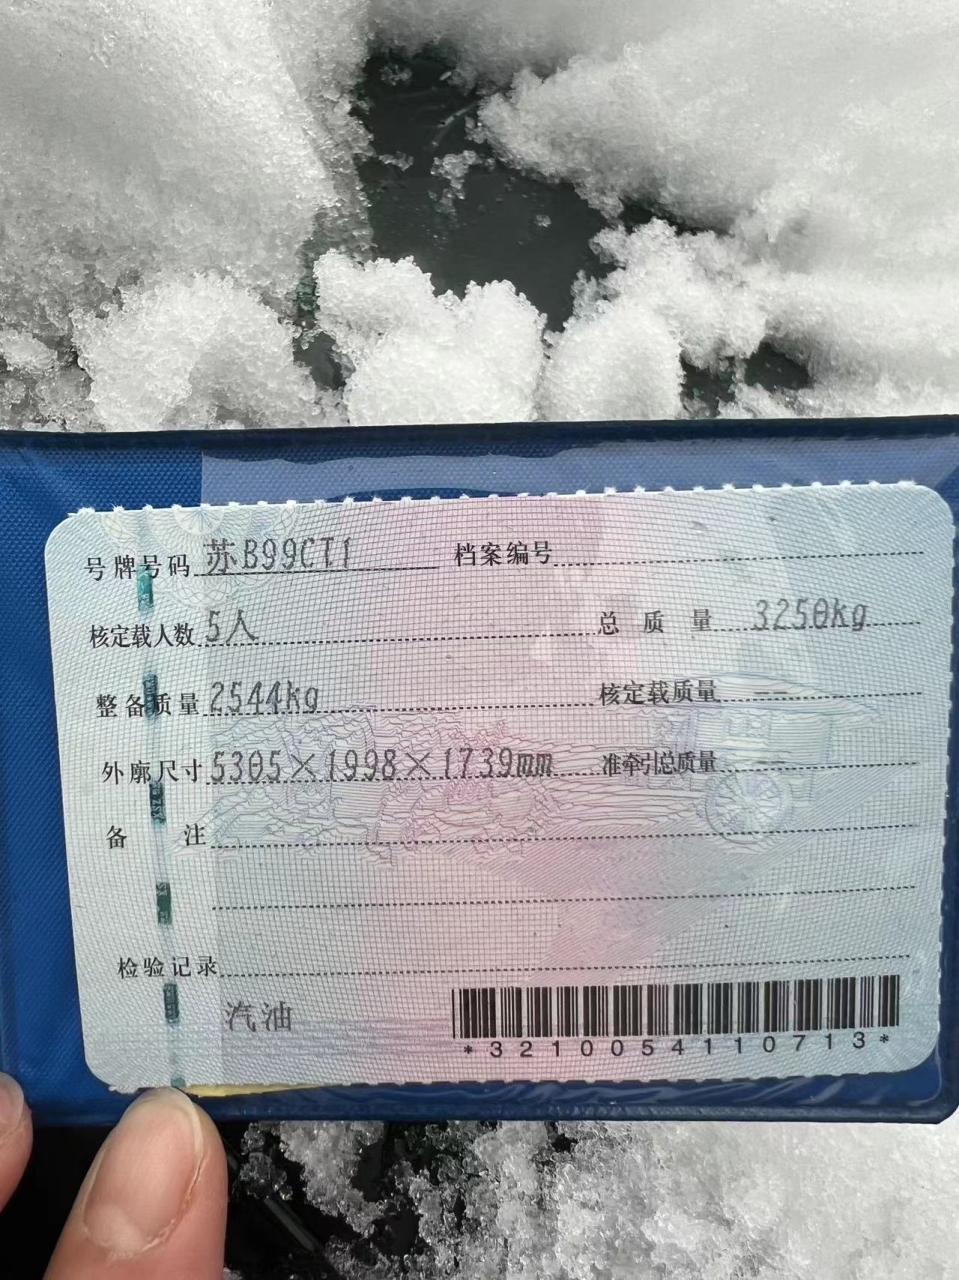 号牌号码 苏B99CT1 档案编号
核定载人数 5人 总质量 3250kg
整备质量 2544kg 核定载质量 --
外廓尺寸 5305×1998×1739mm 准牵引总质量 --
备注
检验记录
汽油
*3210054110713*